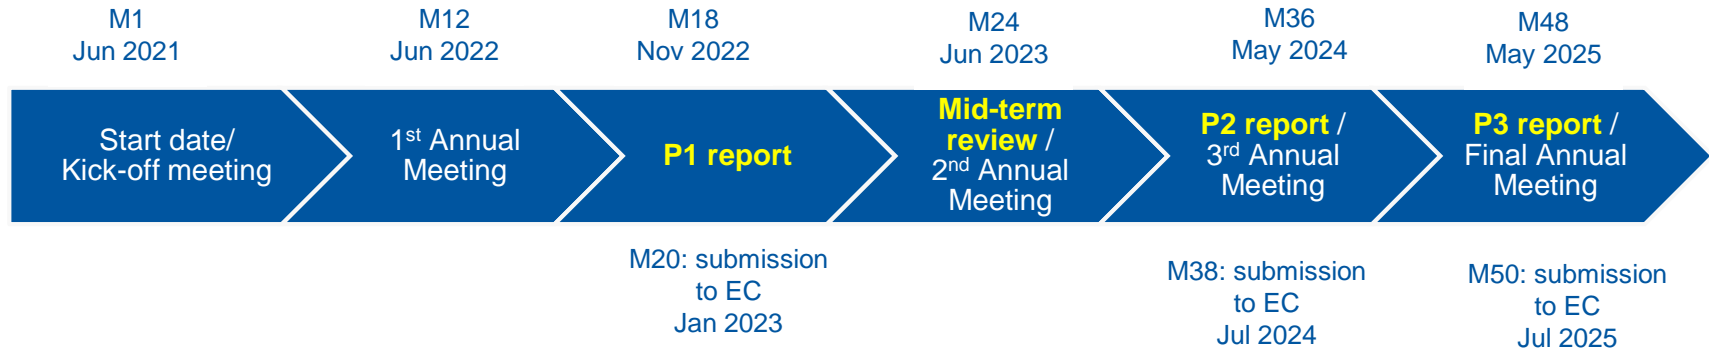 M1
Jun 2021
M12
Jun 2022
M18
Nov 2022
M24
Jun 2023
M36
May 2024
M48
May 2025
Start date/
Kick-off meeting
1st Annual
Meeting
P1 report
Mid-term
review /
2nd Annual
Meeting
P2 report /
3rd Annual
Meeting
P3 report /
Final Annual
Meeting
M20: submission
to EC
Jan 2023
M38: submission
to EC
Jul 2024
M50: submission
to EC
Jul 2025